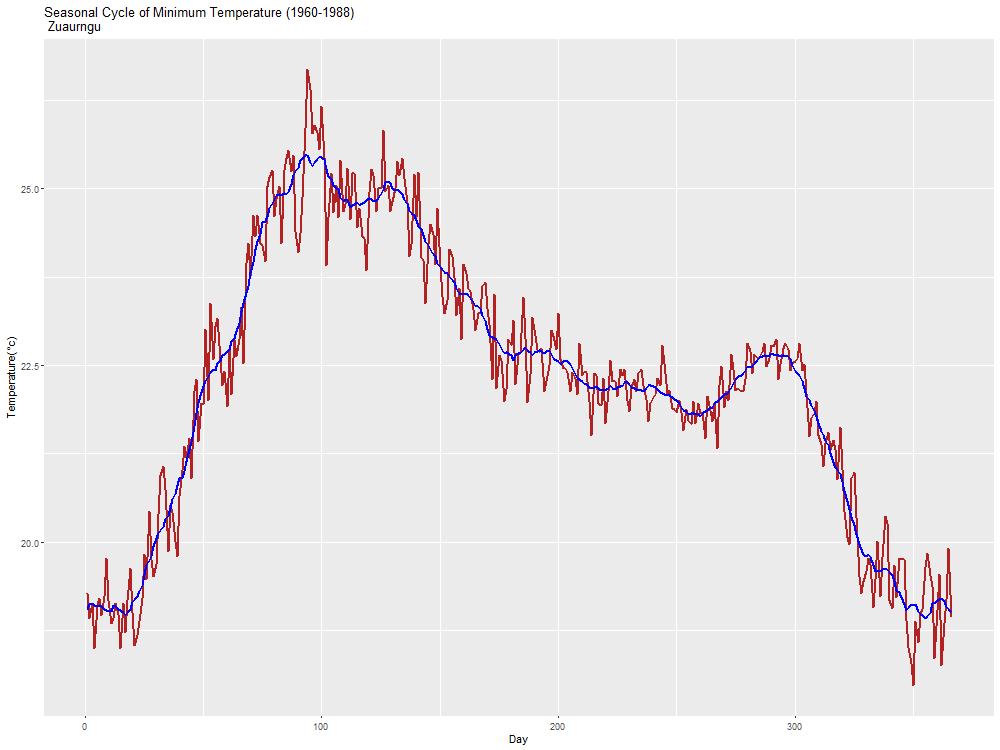 Seasonal Cycle of Minimum Temperature (1960-1988)
Zuaurngu
Temperature(°c)
25.0
22.5
20.0
0
100
200
300
Day